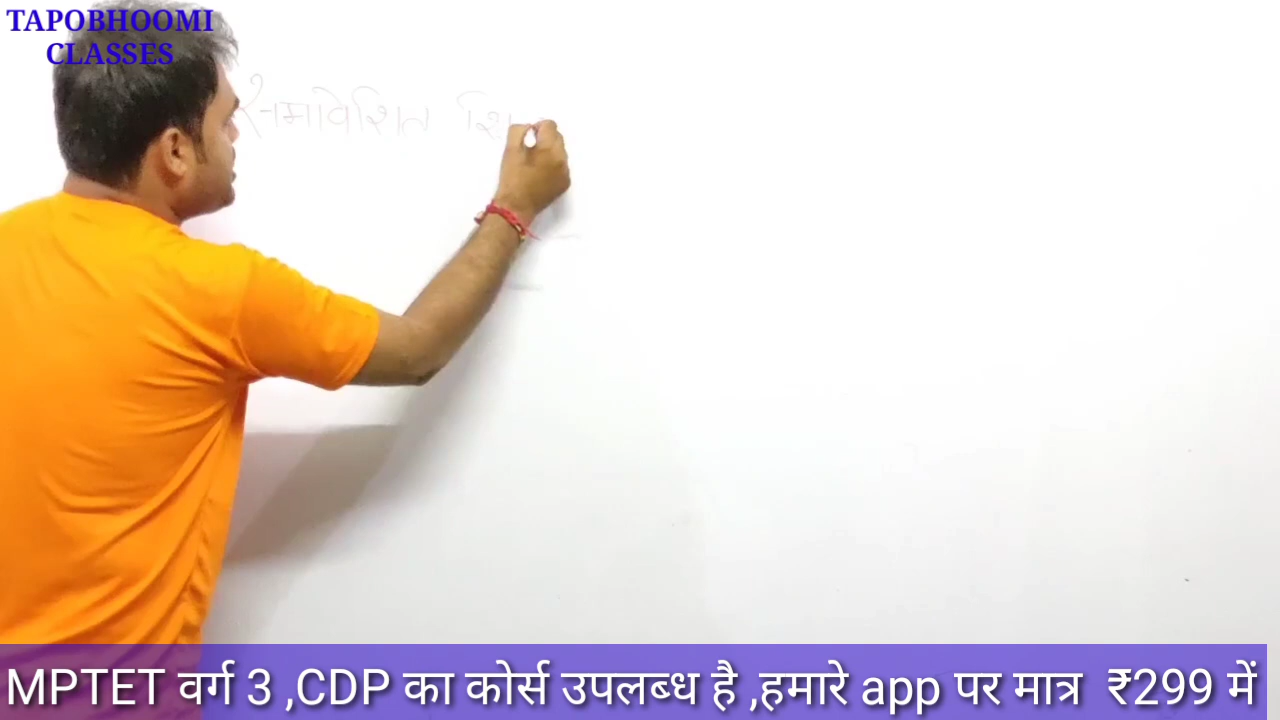 TAPOBHOOMI
CLASSES
समावेशित
MPTET वर्ग 3 ,CDP का कोर्स उपलब्ध है ,हमारे app पर मात्र ₹299 में